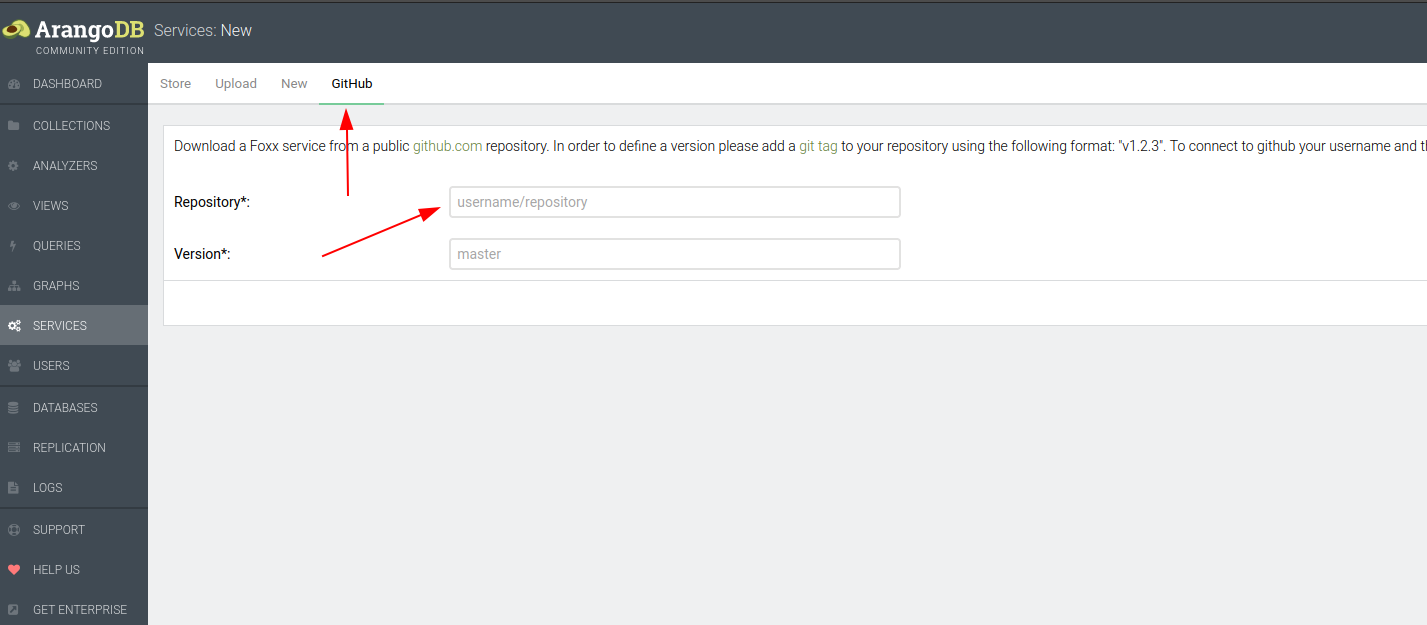 ArangoDB
COMMUNITY EDITION
Services: New
DASHBOARD
COLLECTIONS
ANALYZERS
VIEWS
QUERIES
GRAPHS
SERVICES
USERS
DATABASES
REPLICATION
LOGS
SUPPORT
HELP US
GET ENTERPRISE
Store Upload New GitHub
Download a Foxx service from a public github.com repository. In order to define a version please add a git tag to your repository using the following format: "v1.2.3". To connect to github your username and
Repository*: username/repository
Version*: master